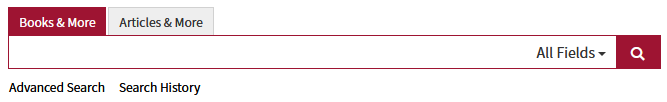 Books & More Articles & More
All Fields
Advanced Search Search History